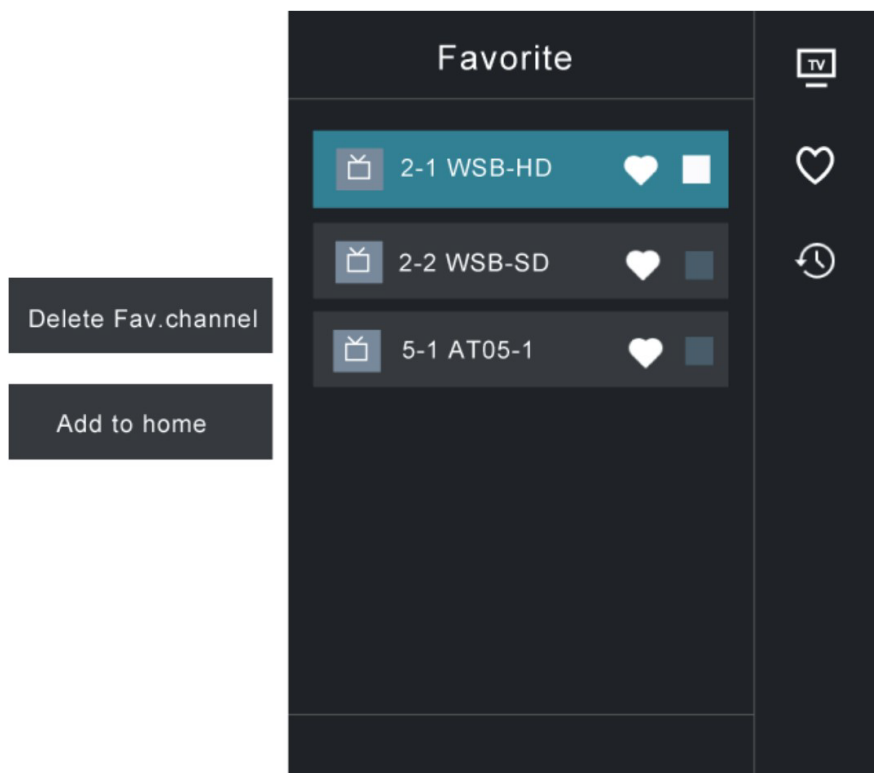 Favorite
TV
2-1 WSB-HD
2-2 WSB-SD
5-1 AT05-1
Delete Fav.channel
Add to home